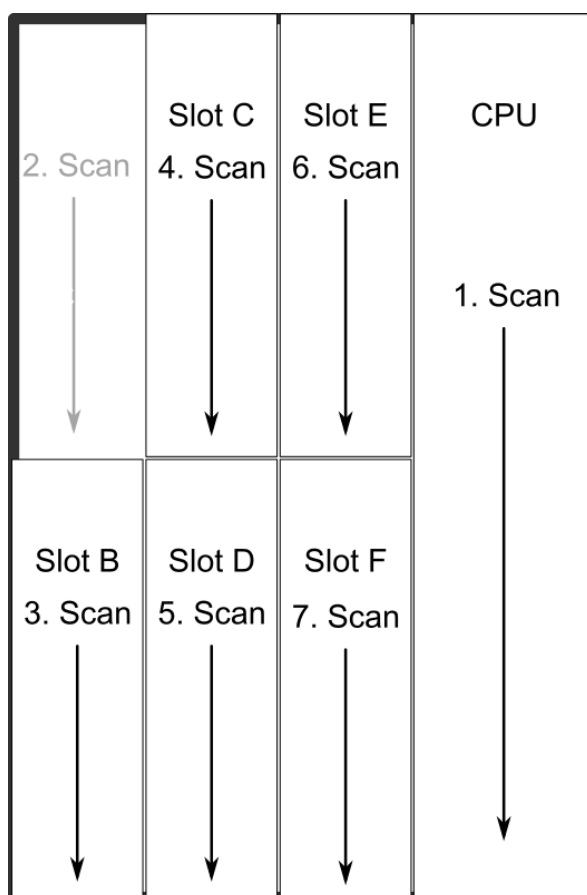 2. Scan
Slot C
4. Scan
Slot E
6. Scan
CPU
1. Scan
Slot B
3. Scan
Slot D
5. Scan
Slot F
7. Scan